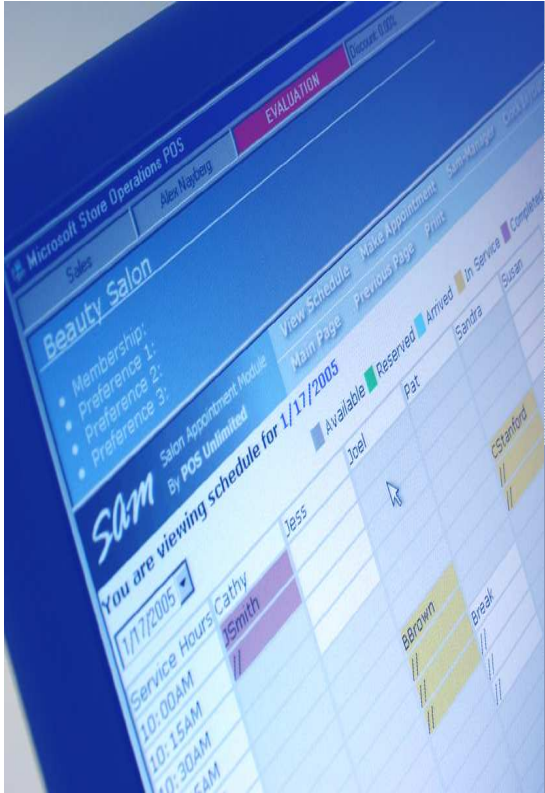 Microsoft Store Operations POS
Sales
Alex Nayberg
EVALUATION
Discount: 0.00%
Beauty Salon
Membership:
Preference 1:
Preference 2:
Preference 3:
View Schedule Make Appointment Sam Manager
Main Page Previous Page Print
sam Salon Appointment Module
By POS Unlimited
You are viewing schedule for 1/17/2005
Available Reserved Arrived In Service Completed
1/17/2005
Service Hours Cathy Jess Joel Pat Sandra Susan
10:00AM JSmith CStanford
10:15AM // //
10:30AM //
BBrown Break
// //
// //
//